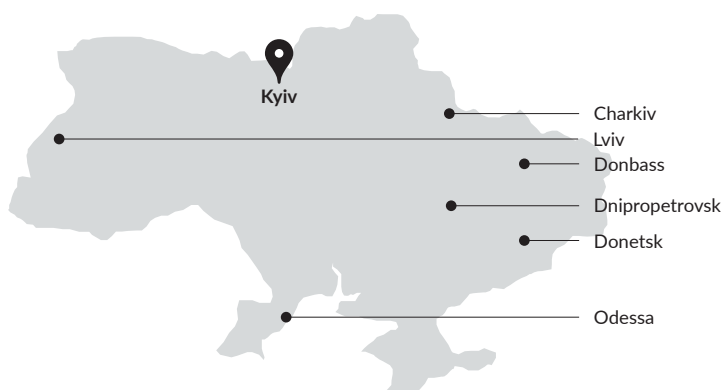 Kyiv
Charkiv
Lviv
Donbass
Dnipropetrovsk
Donetsk
Odessa